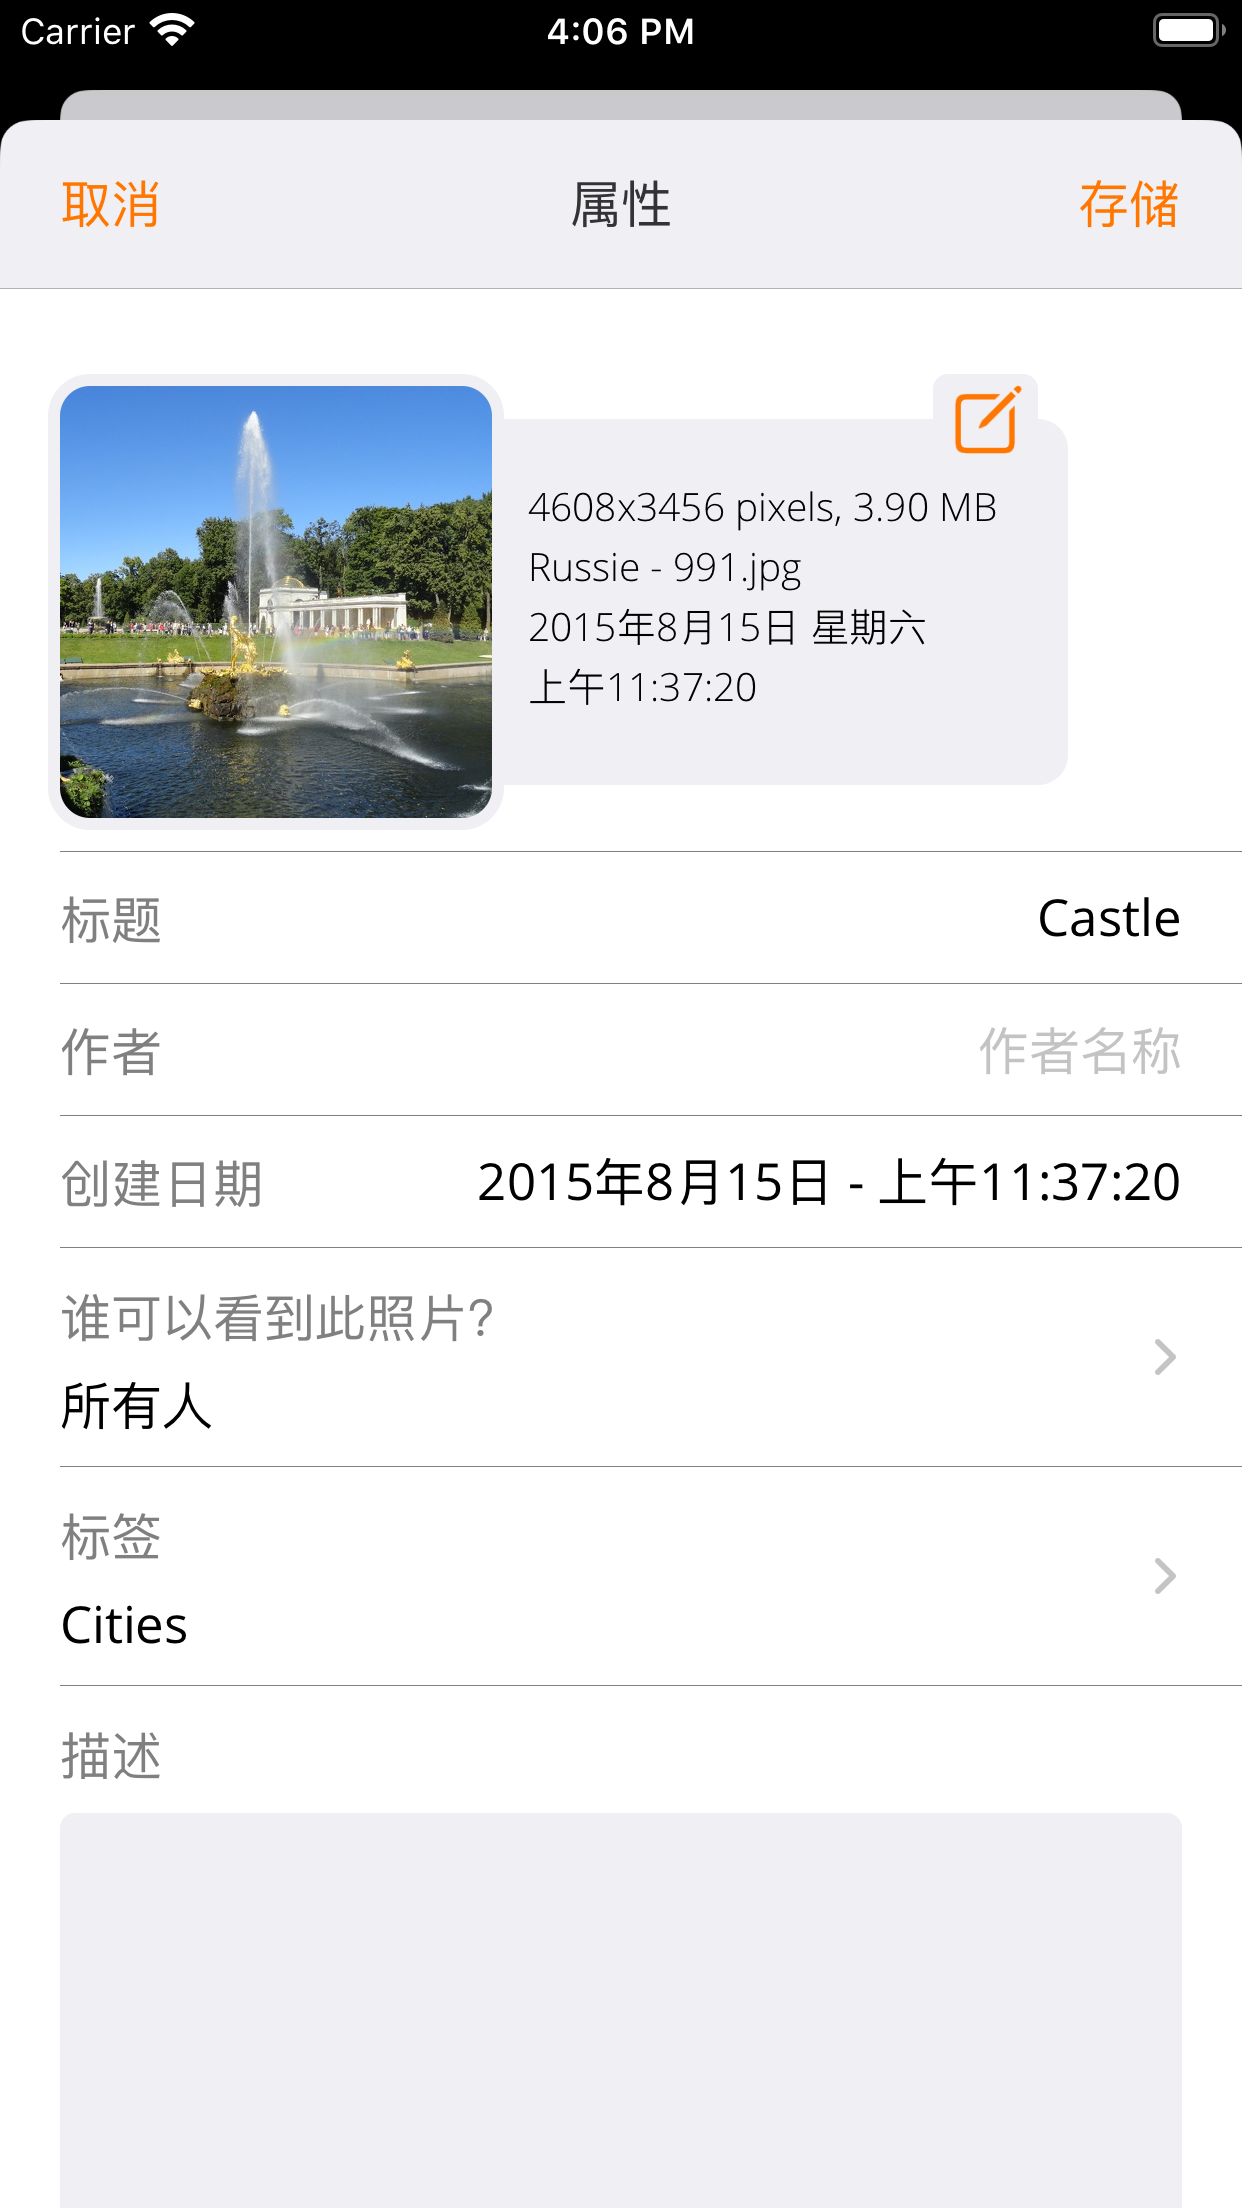 Carrier 4:06 PM
取消 属性 存储
4608x3456 pixels, 3.90 MB
Russie - 991.jpg
2015年8月15日 星期六
上午11:37:20
标题 Castle
作者 作者名称
创建日期 2015年8月15日 - 上午11:37:20
谁可以看到此照片?
所有人
标签
Cities
描述